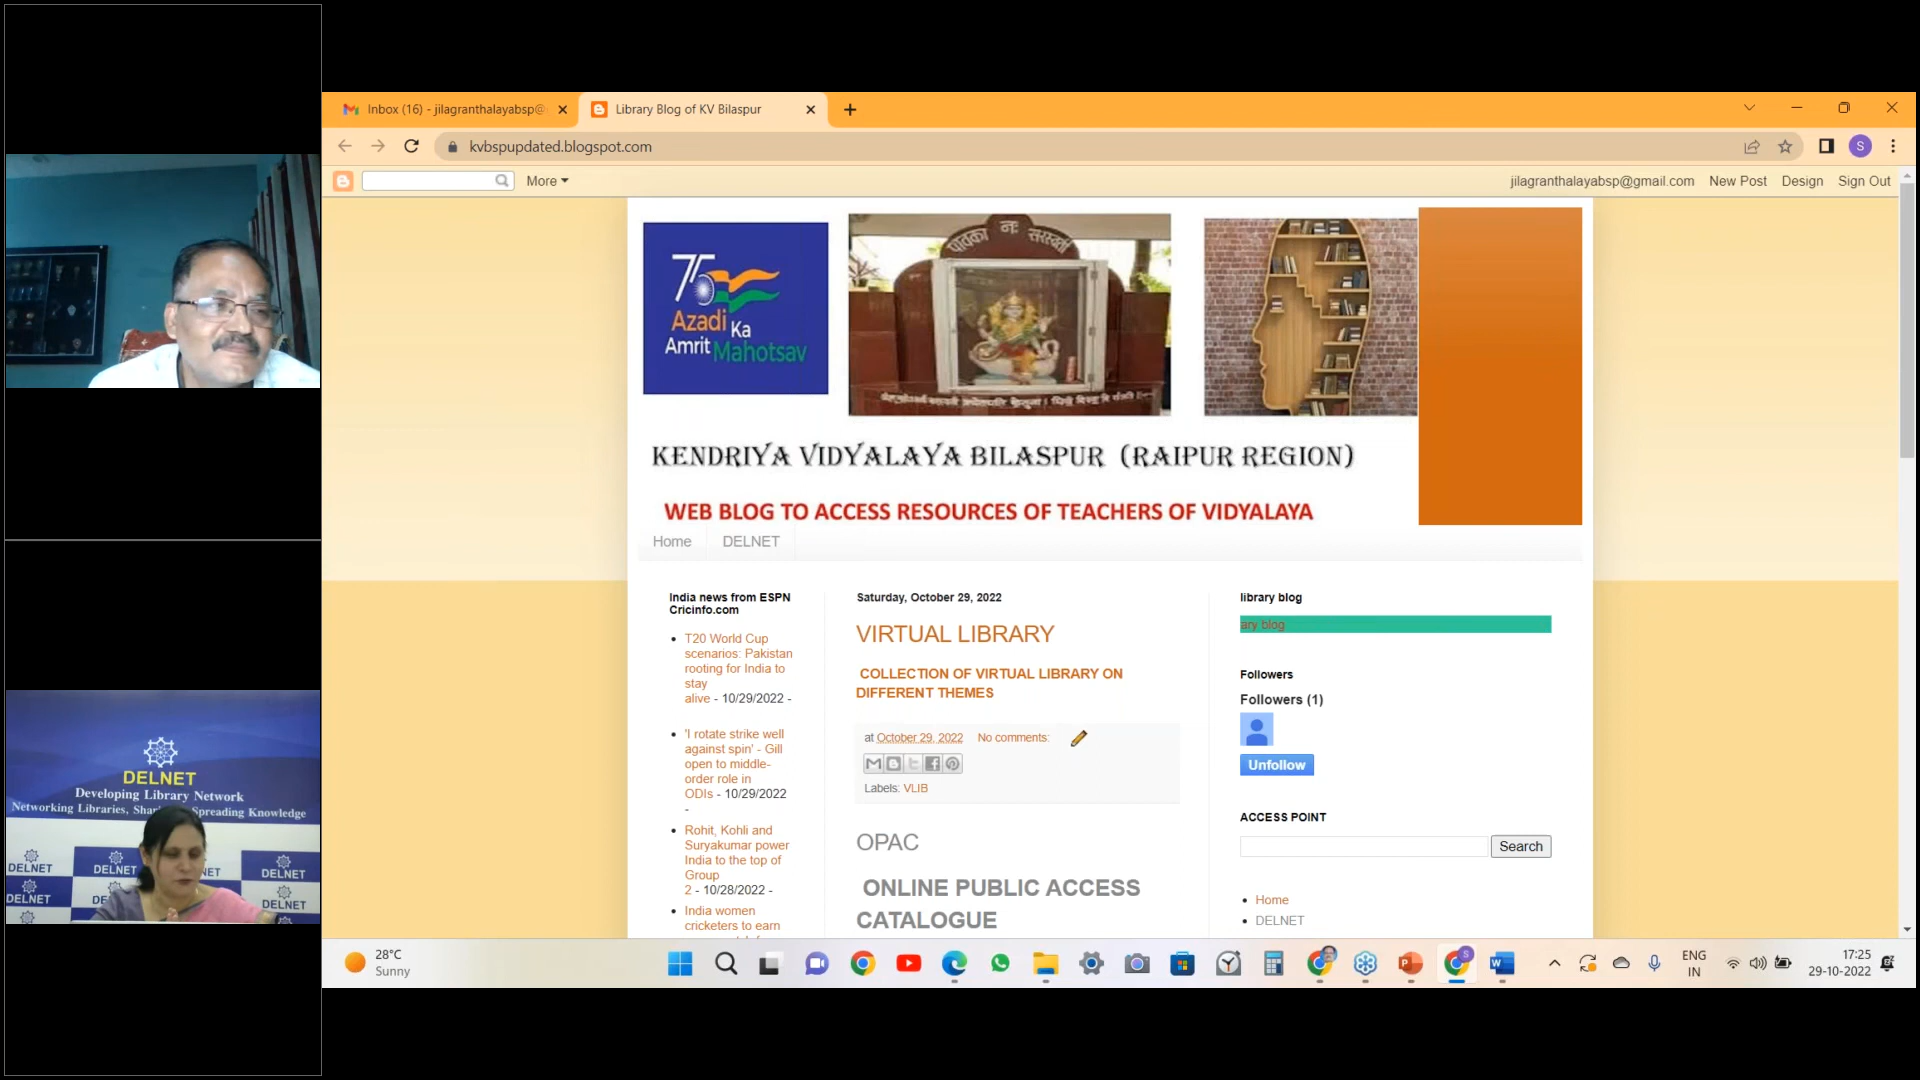 Inbox (16) - jilagranthalayabsp@
Library Blog of KV Bilaspur
kvbspupdated.blogspot.com
More
jilagranthalayabsp@gmail.com New Post Design Sign Out
75
Azadi Ka
Amrit Mahotsav
KENDRIYA VIDYALAYA BILASPUR (RAIPUR REGION)
WEB BLOG TO ACCESS RESOURCES OF TEACHERS OF VIDYALAYA
Home DELNET
India news from ESPN
Cricinfo.com
T20 World Cup
scenarios: Pakistan
rooting for India to
stay
alive - 10/29/2022 -
'I rotate strike well
against spin' - Gill
open to middle-
order role in
ODIs - 10/29/2022
-
Rohit, Kohli and
Suryakumar power
India to the top of
Group
2 - 10/28/2022 -
India women
cricketers to earn
Saturday, October 29, 2022
VIRTUAL LIBRARY
COLLECTION OF VIRTUAL LIBRARY ON
DIFFERENT THEMES
at October 29, 2022 No comments:
Labels: VLIB
OPAC
ONLINE PUBLIC ACCESS
CATALOGUE
library blog
ary blog
Followers
Followers (1)
Unfollow
ACCESS POINT
Search
Home
DELNET
DELNET
Developing Library Network
Networking Libraries, Spreading Knowledge
DELNET DELNET DELNET
DELNET DELNET
28°C
Sunny
ENG
IN
17:25
29-10-2022